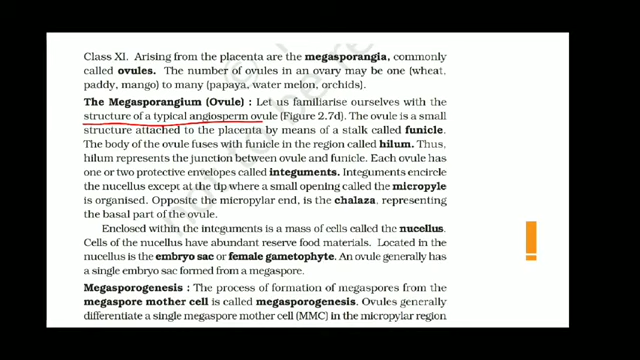 Class XI. Arising from the placenta are the megasporangia, commonly
called ovules. The number of ovules in an ovary may be one (wheat,
paddy, mango) to many (papaya, water melon, orchids).
The Megasporangium (Ovule) : Let us familiarise ourselves with the
structure of a typical angiosperm ovule (Figure 2.7d). The ovule is a small
structure attached to the placenta by means of a stalk called funicle.
The body of the ovule fuses with funicle in the region called hilum. Thus,
hilum represents the junction between ovule and funicle. Each ovule has
one or two protective envelopes called integuments. Integuments encircle
the nucellus except at the tip where a small opening called the micropyle
is organised. Opposite the micropylar end, is the chalaza, representing
the basal part of the ovule.
Enclosed within the integuments is a mass of cells called the nucellus.
Cells of the nucellus have abundant reserve food materials. Located in the
nucellus is the embryo sac or female gametophyte. An ovule generally has
a single embryo sac formed from a megaspore.
Megasporogenesis : The process of formation of megaspores from the
megaspore mother cell is called megasporogenesis. Ovules generally
differentiate a single megaspore mother cell (MMC) in the micropylar region
!